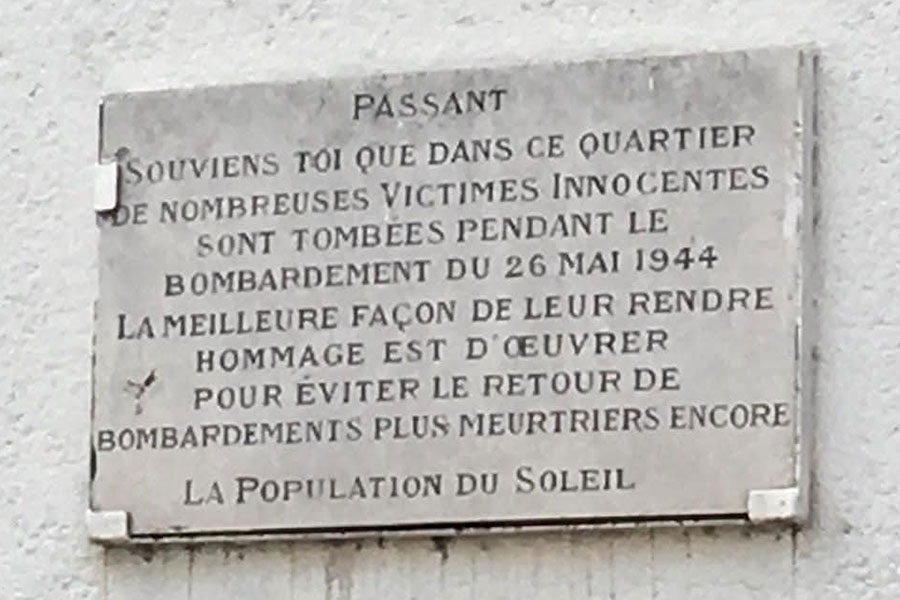 PASSANT
SOUVIENS TOI QUE DANS CE QUARTIER
DE NOMBREUSES VICTIMES INNOCENTES
SONT TOMBÉES PENDANT LE
BOMBARDEMENT DU 26 MAI 1944
LA MEILLEURE FAÇON DE LEUR RENDRE
HOMMAGE EST D'ŒUVRER
POUR ÉVITER LE RETOUR DE
BOMBARDEMENTS PLUS MEURTRIERS ENCORE
LA POPULATION DU SOLEIL